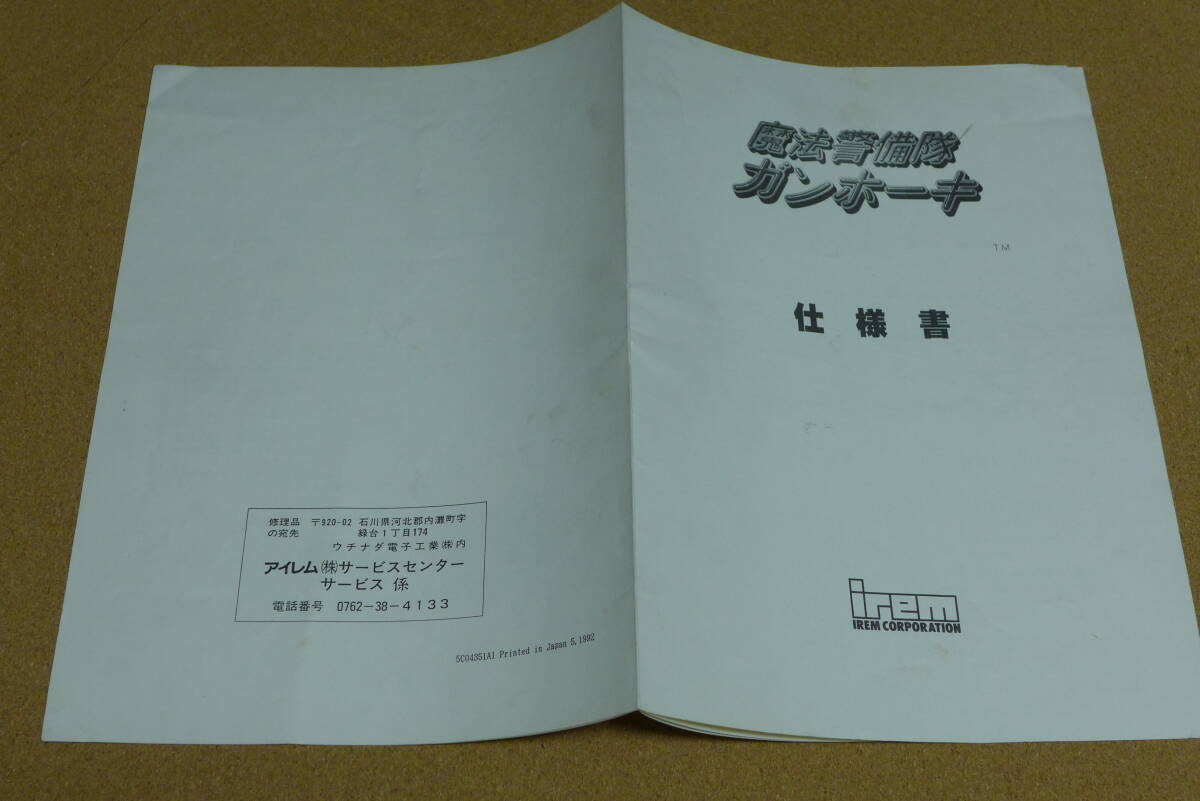 魔法警備隊
ガンホーキ
TM
仕様書
irem
IREM CORPORATION
修理品 〒920-02 石川県河北郡内灘町字
の宛先 緑台1丁目174
ウチナダ電子工業㈱内
アイレム㈱サービスセンター
サービス 係
電話番号 0762-38-4133
5C04351A1 Printed in Japan 5,1992